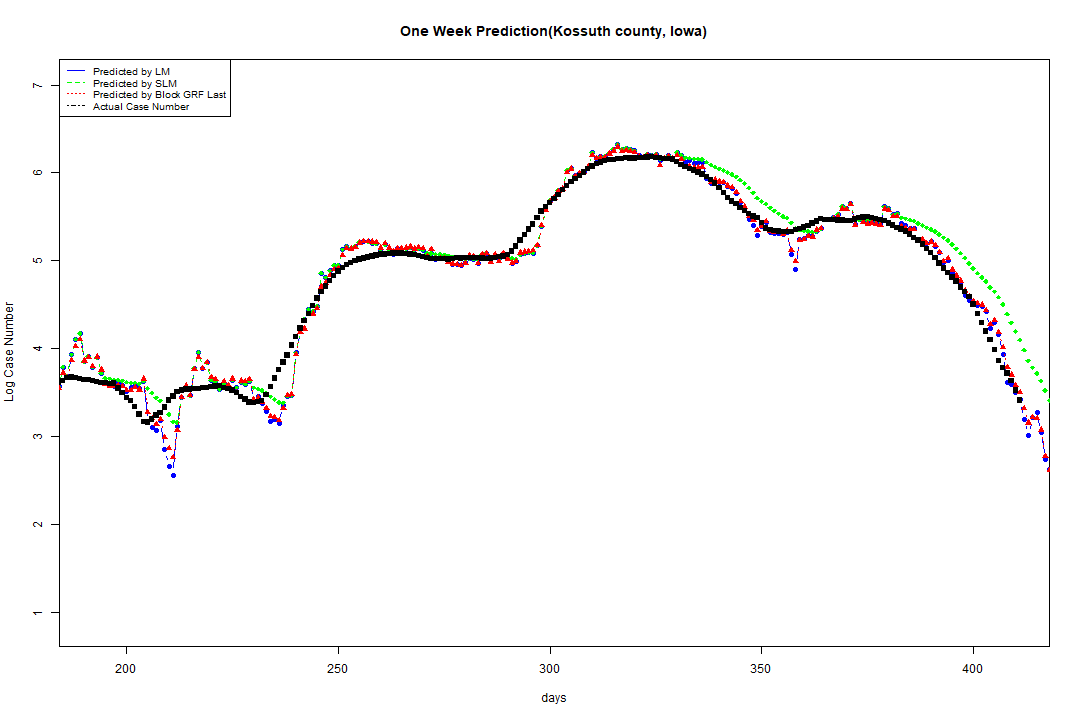 One Week Prediction(Kossuth county, Iowa)
Predicted by LM
Predicted by SLM
Predicted by Block GRF Last
Actual Case Number
7
6
5
4
3
2
1
Log Case Number
200
250
300
350
400
days